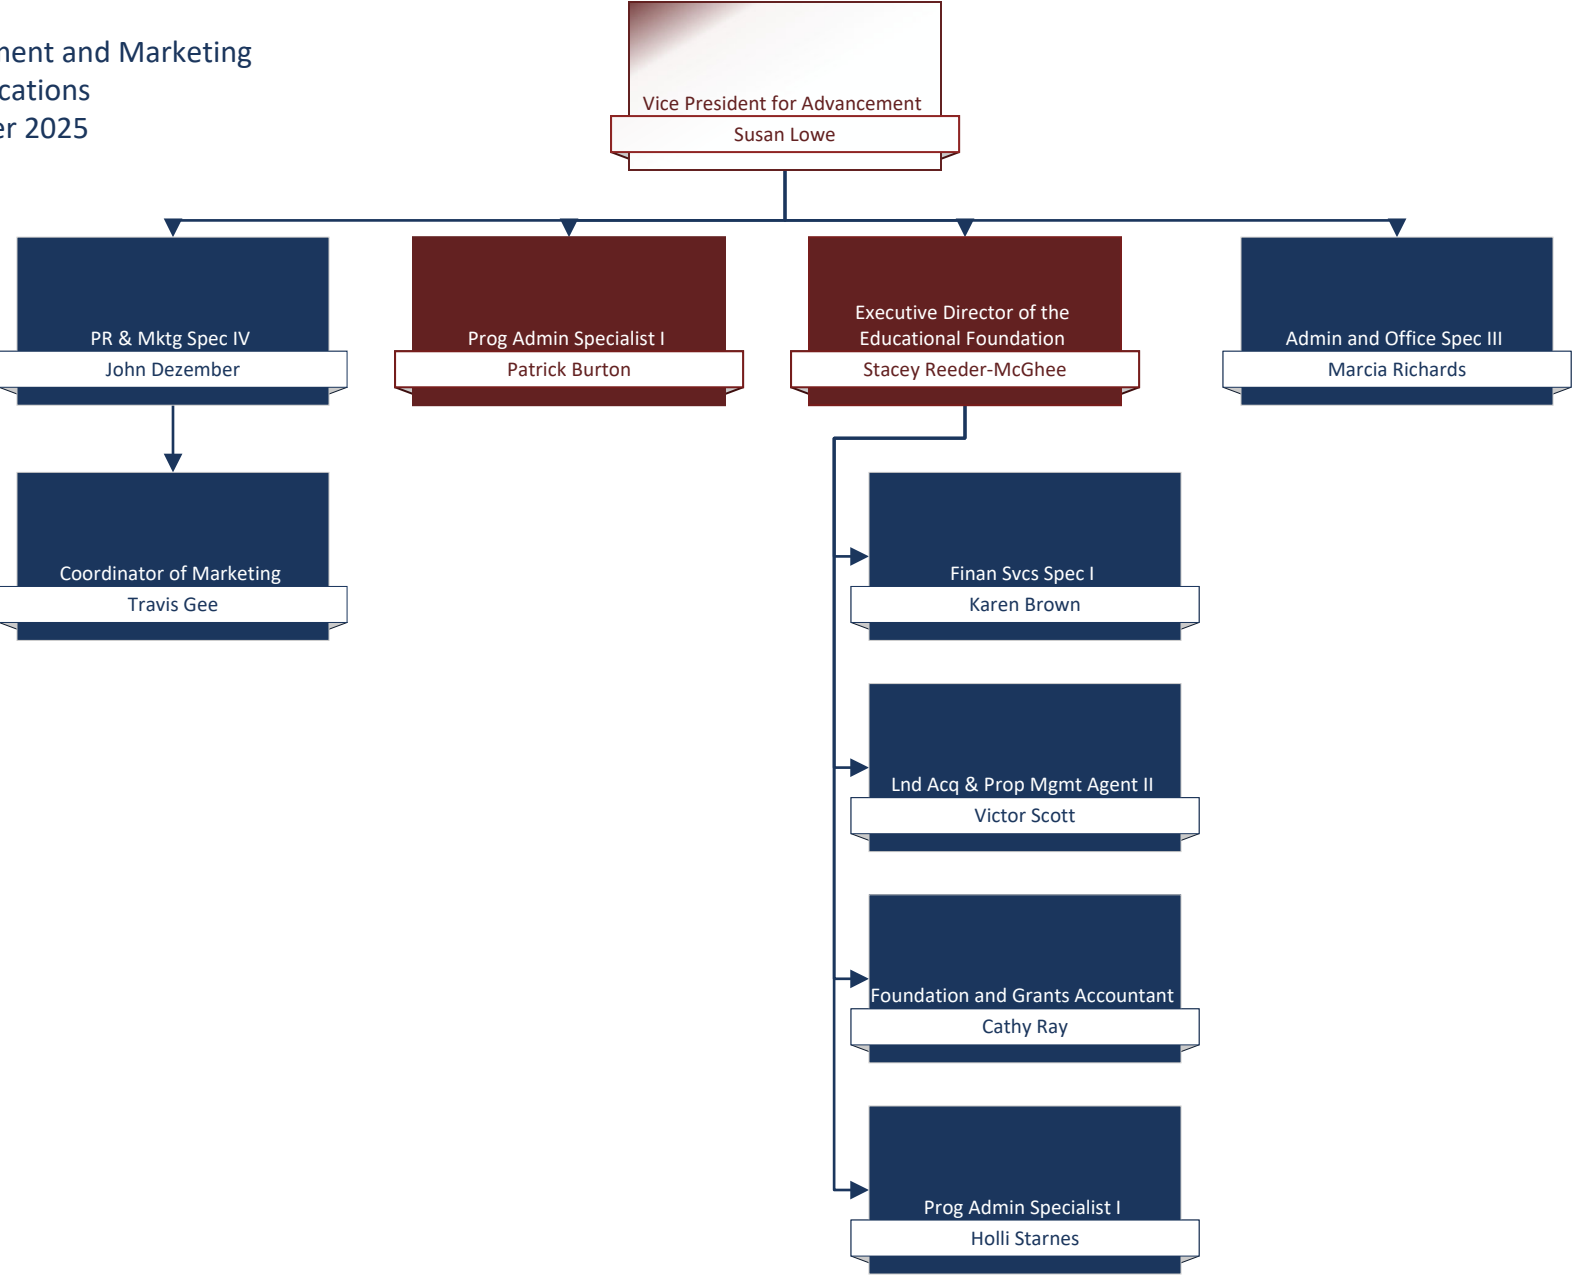 ment and Marketing
cations
er 2025
Vice President for Advancement
Susan Lowe
PR & Mktg Spec IV
John Dezember
Prog Admin Specialist I
Patrick Burton
Executive Director of the
Educational Foundation
Stacey Reeder-McGhee
Admin and Office Spec III
Marcia Richards
Coordinator of Marketing
Travis Gee
Finan Svcs Spec I
Karen Brown
Lnd Acq & Prop Mgmt Agent II
Victor Scott
Foundation and Grants Accountant
Cathy Ray
Prog Admin Specialist I
Holli Starnes